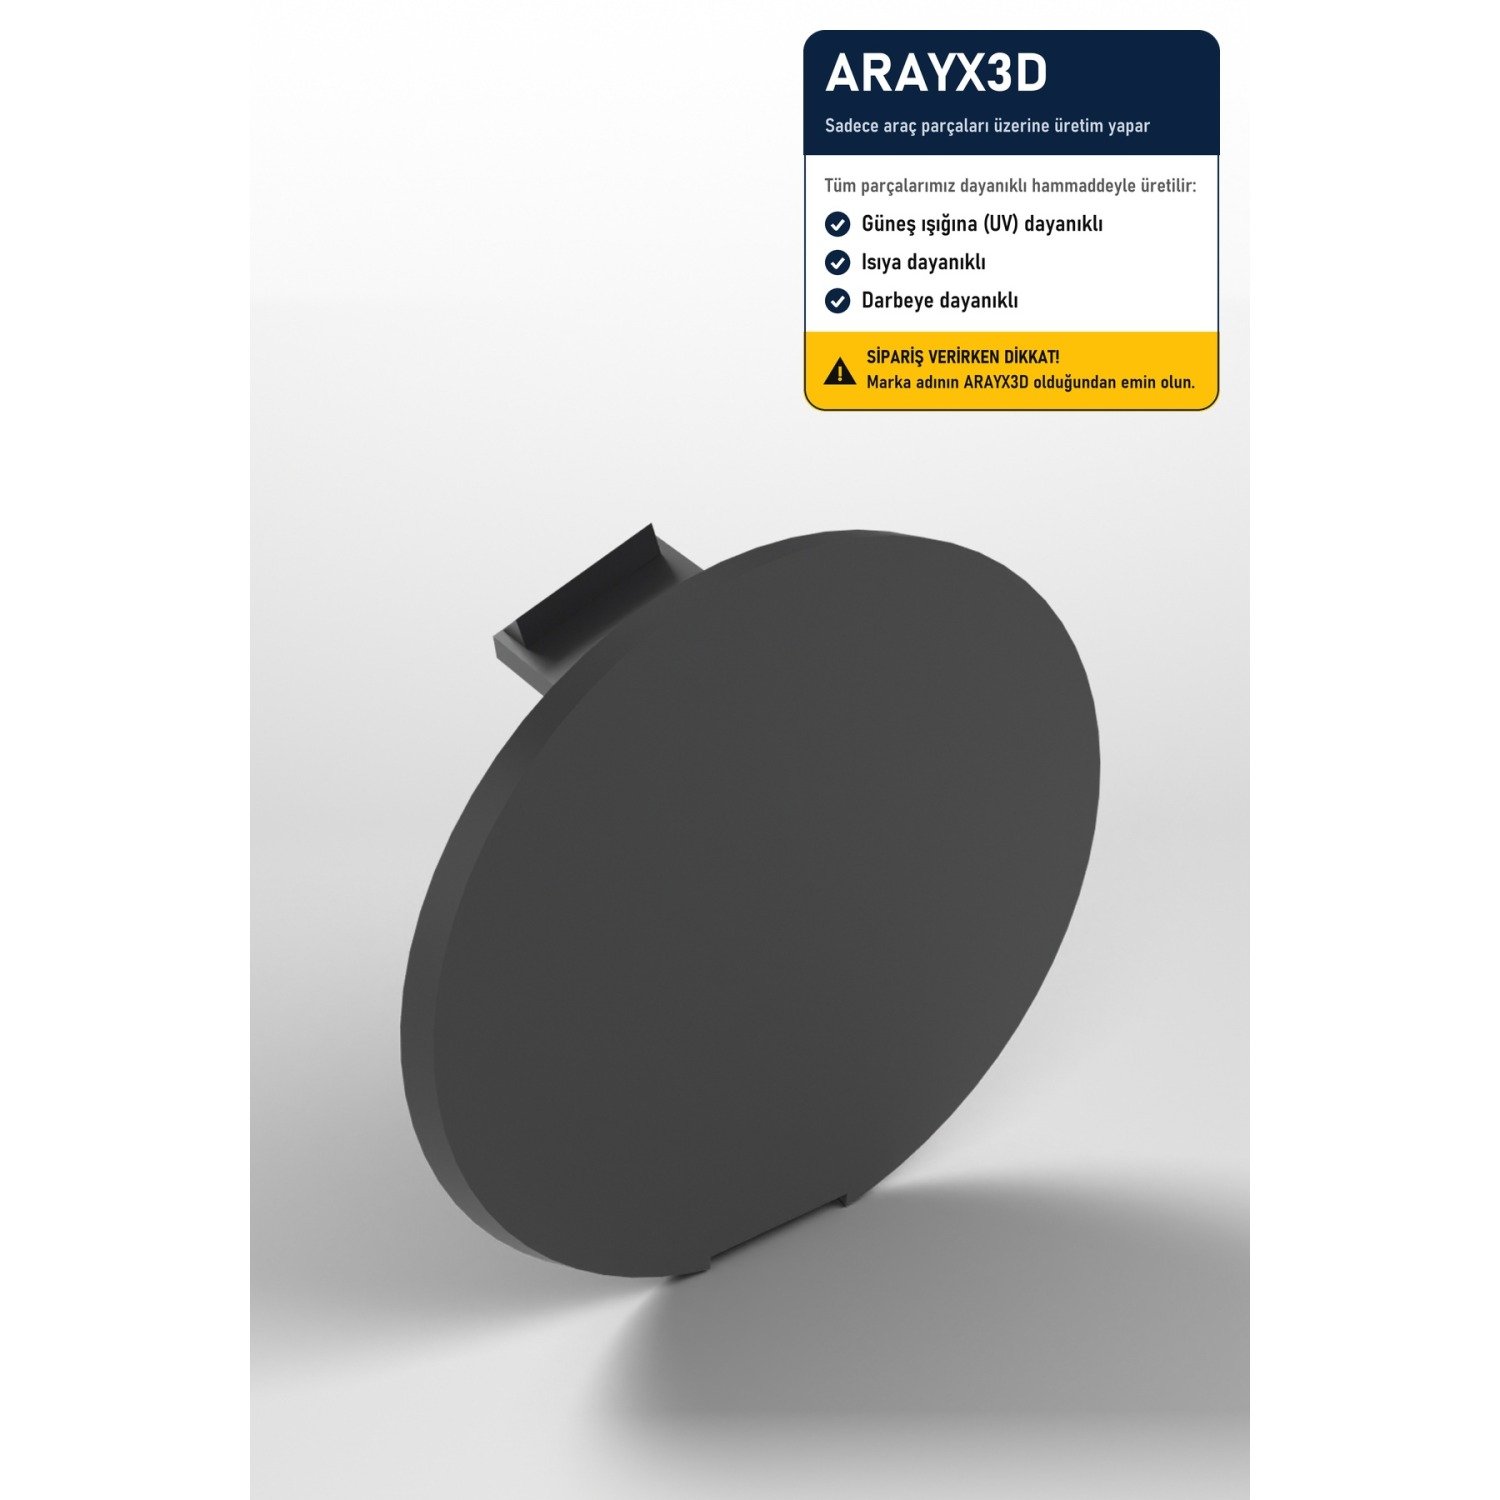 ARAYX3D
Sadece araç parçaları üzerine üretim yapar
Tüm parçalarımız dayanıklı hammaddeyle üretilir:
Güneş ışığına (UV) dayanıklı
Isıya dayanıklı
Darbeye dayanıklı
SİPARİŞ VERİRKEN DİKKAT!
Marka adının ARAYX3D olduğundan emin olun.